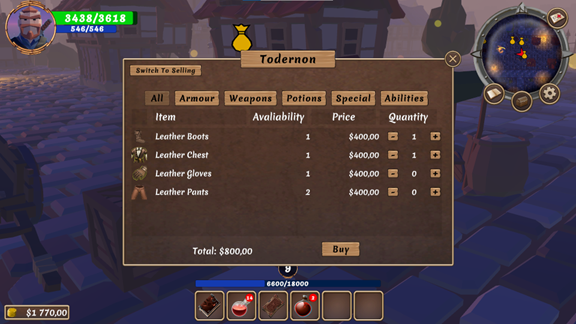 3438/3618
546/546
Todernon
Switch To Selling
All Armour Weapons Potions Special Abilities
Item Avaliability Price Quantity
Leather Boots 1 $400,00 - 1 +
Leather Chest 1 $400,00 - 1 +
Leather Gloves 1 $400,00 - 0 +
Leather Pants 2 $400,00 - 0 +
Total: $800,00 Buy
9
6600/18000
14
$1 770,00